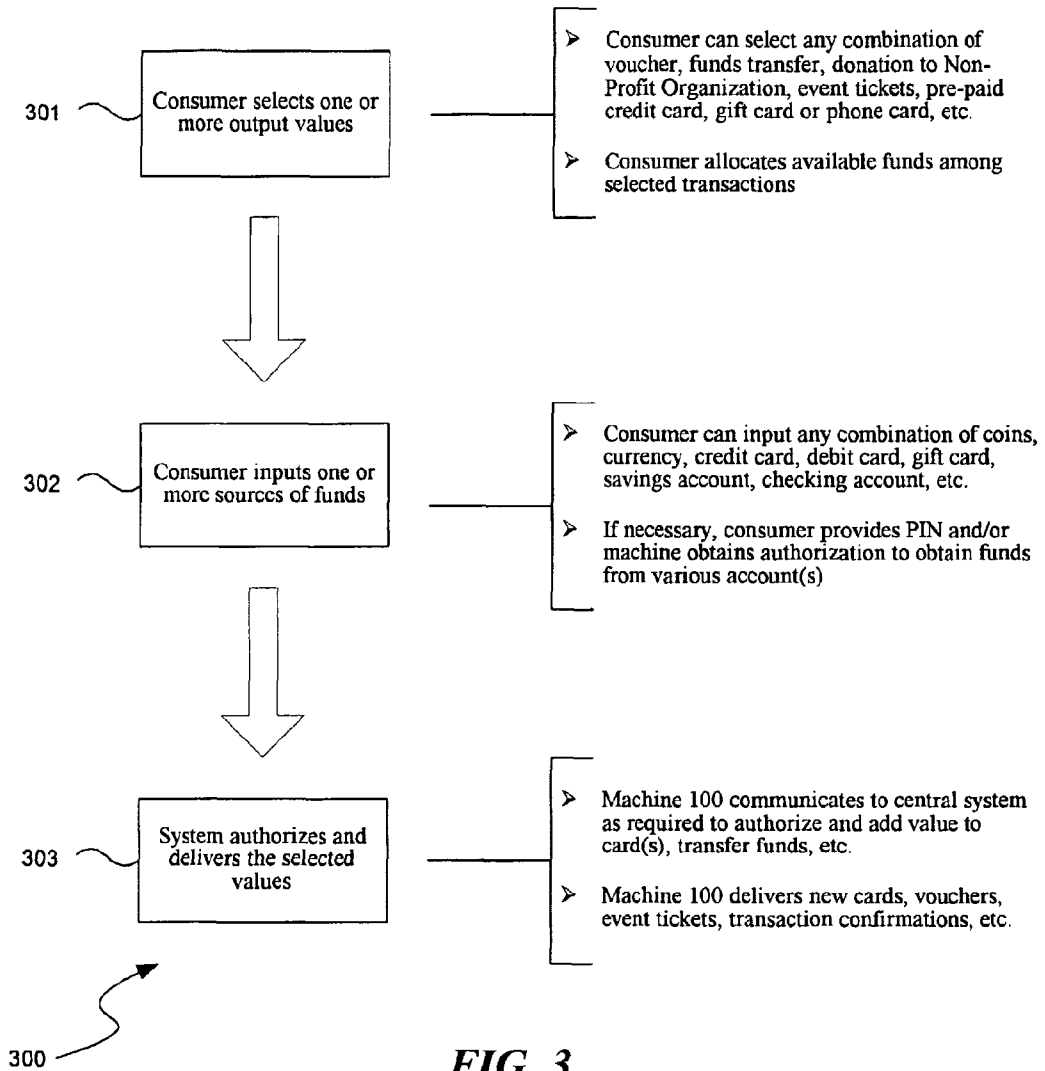 301
Consumer selects one or
more output values
➢ Consumer can select any combination of
voucher, funds transfer, donation to Non-
Profit Organization, event tickets, pre-paid
credit card, gift card or phone card, etc.
➢ Consumer allocates available funds among
selected transactions
302
Consumer inputs one or
more sources of funds
➢ Consumer can input any combination of coins,
currency, credit card, debit card, gift card,
savings account, checking account, etc.
➢ If necessary, consumer provides PIN and/or
machine obtains authorization to obtain funds
from various account(s)
303
System authorizes and
delivers the selected
values
➢ Machine 100 communicates to central system
as required to authorize and add value to
card(s), transfer funds, etc.
➢ Machine 100 delivers new cards, vouchers,
event tickets, transaction confirmations, etc.
300
FIG. 3